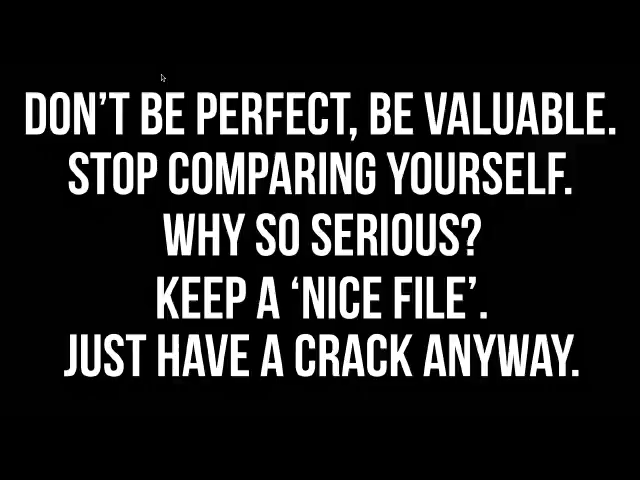 DON’T BE PERFECT, BE VALUABLE.
STOP COMPARING YOURSELF.
WHY SO SERIOUS?
KEEP A ‘NICE FILE’.
JUST HAVE A CRACK ANYWAY.